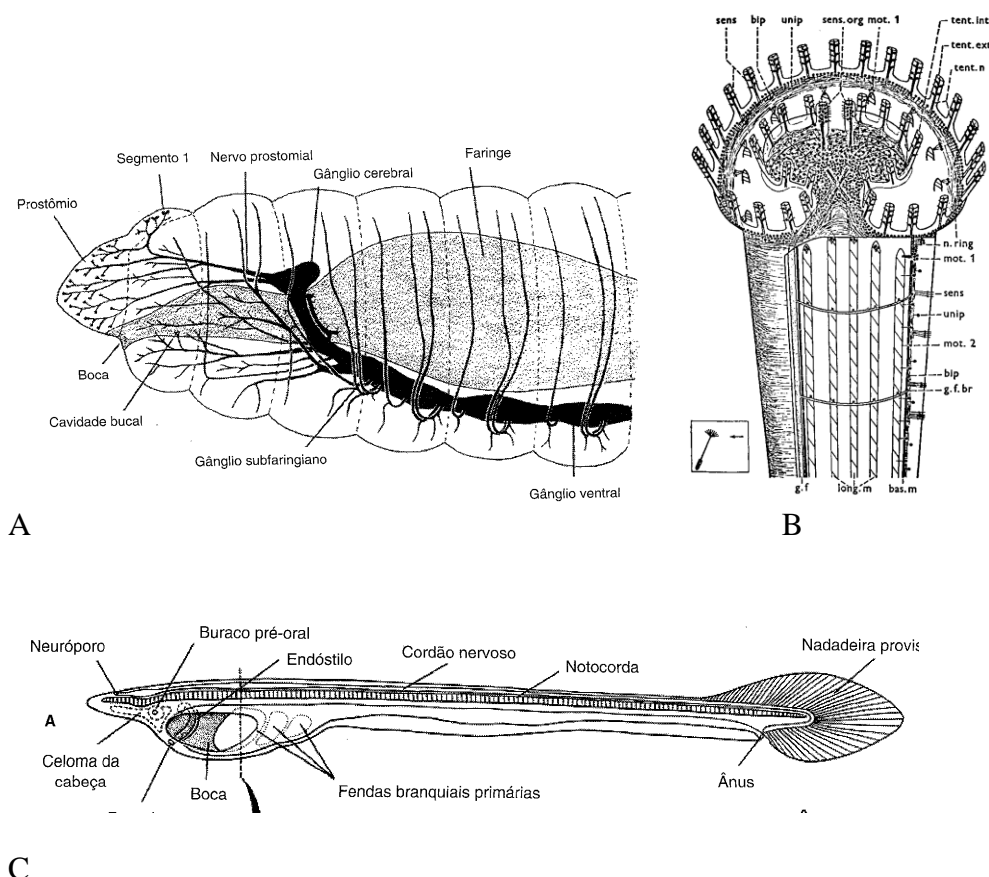 sens bip unip sens.org mot. 1 tent.int
tent.ext
tent.n
Segmento 1 Nervo prostomial
Gânglio cerebral
Faringe
Prostômio
Boca
Cavidade bucal
Gânglio subfaringiano
Gânglio ventral
n. ring
mot. 1
sens
unip
mot. 2
bip
g.f.br
g.f long.m bas.m
A
B
Neuróporo
Buraco pré-oral
Endóstilo
Cordão nervoso
Notocorda
Nadadeira provis
A
Celoma da
cabeça
Boca
Fendas branquiais primárias
Ânus
C